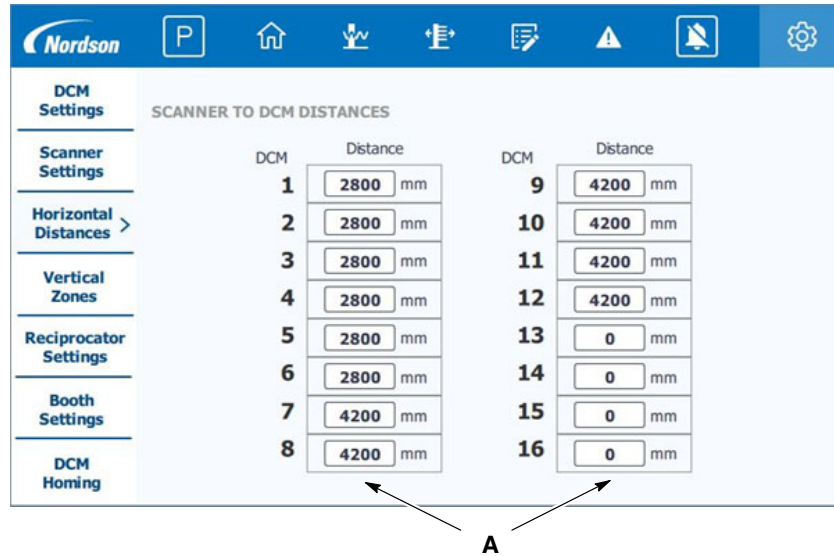 Nordson
P
DCM
Settings
Scanner
Settings
Horizontal
Distances >
Vertical
Zones
Reciprocator
Settings
Booth
Settings
DCM
Homing
SCANNER TO DCM DISTANCES
DCM Distance
1 2800 mm
2 2800 mm
3 2800 mm
4 2800 mm
5 2800 mm
6 2800 mm
7 4200 mm
8 4200 mm
DCM Distance
9 4200 mm
10 4200 mm
11 4200 mm
12 4200 mm
13 0 mm
14 0 mm
15 0 mm
16 0 mm
A